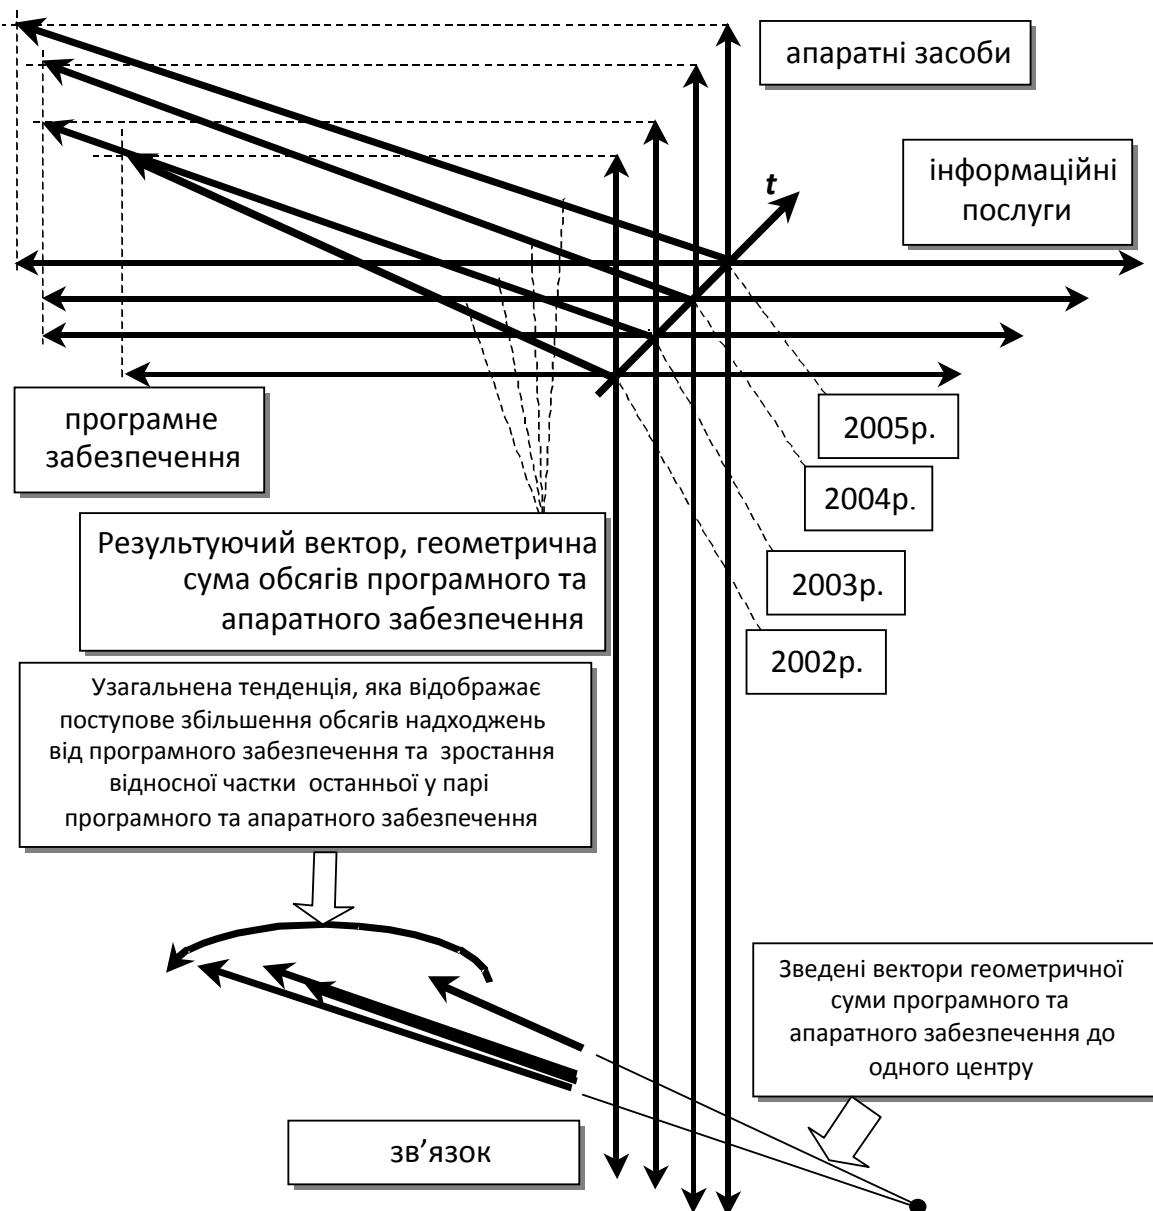 апаратні засоби
інформаційні
послуги
t
програмне
забезпечення
2005р.
2004р.
2003р.
2002р.
Результуючий вектор, геометрична
сума обсягів програмного та
апаратного забезпечення
Узагальнена тенденція, яка відображає
поступове збільшення обсягів надходжень
від програмного забезпечення та зростання
відносної частки останньої у парі
програмного та апаратного забезпечення
Зведені вектори геометричної
суми програмного та
апаратного забезпечення до
одного центру
зв’язок